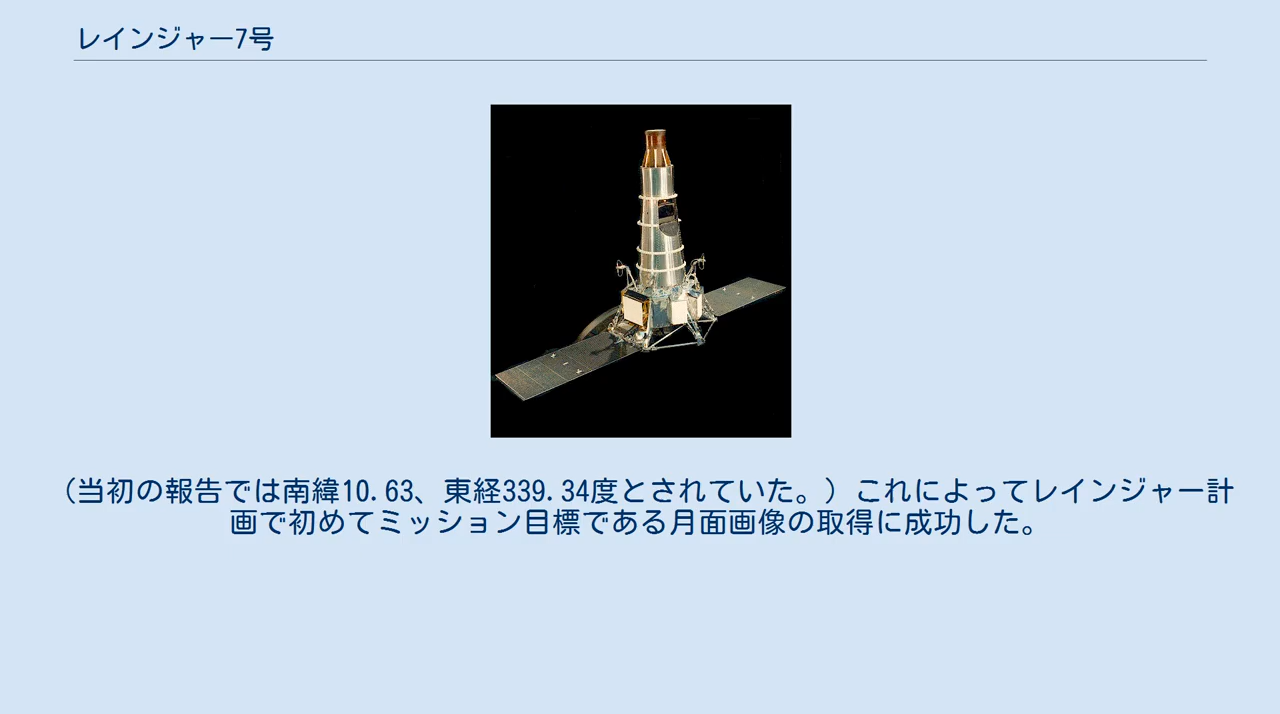 レインジャー7号
（当初の報告では南緯10.63、東経339.34度とされていた。）これによってレインジャー計
画で初めてミッション目標である月面画像の取得に成功した。